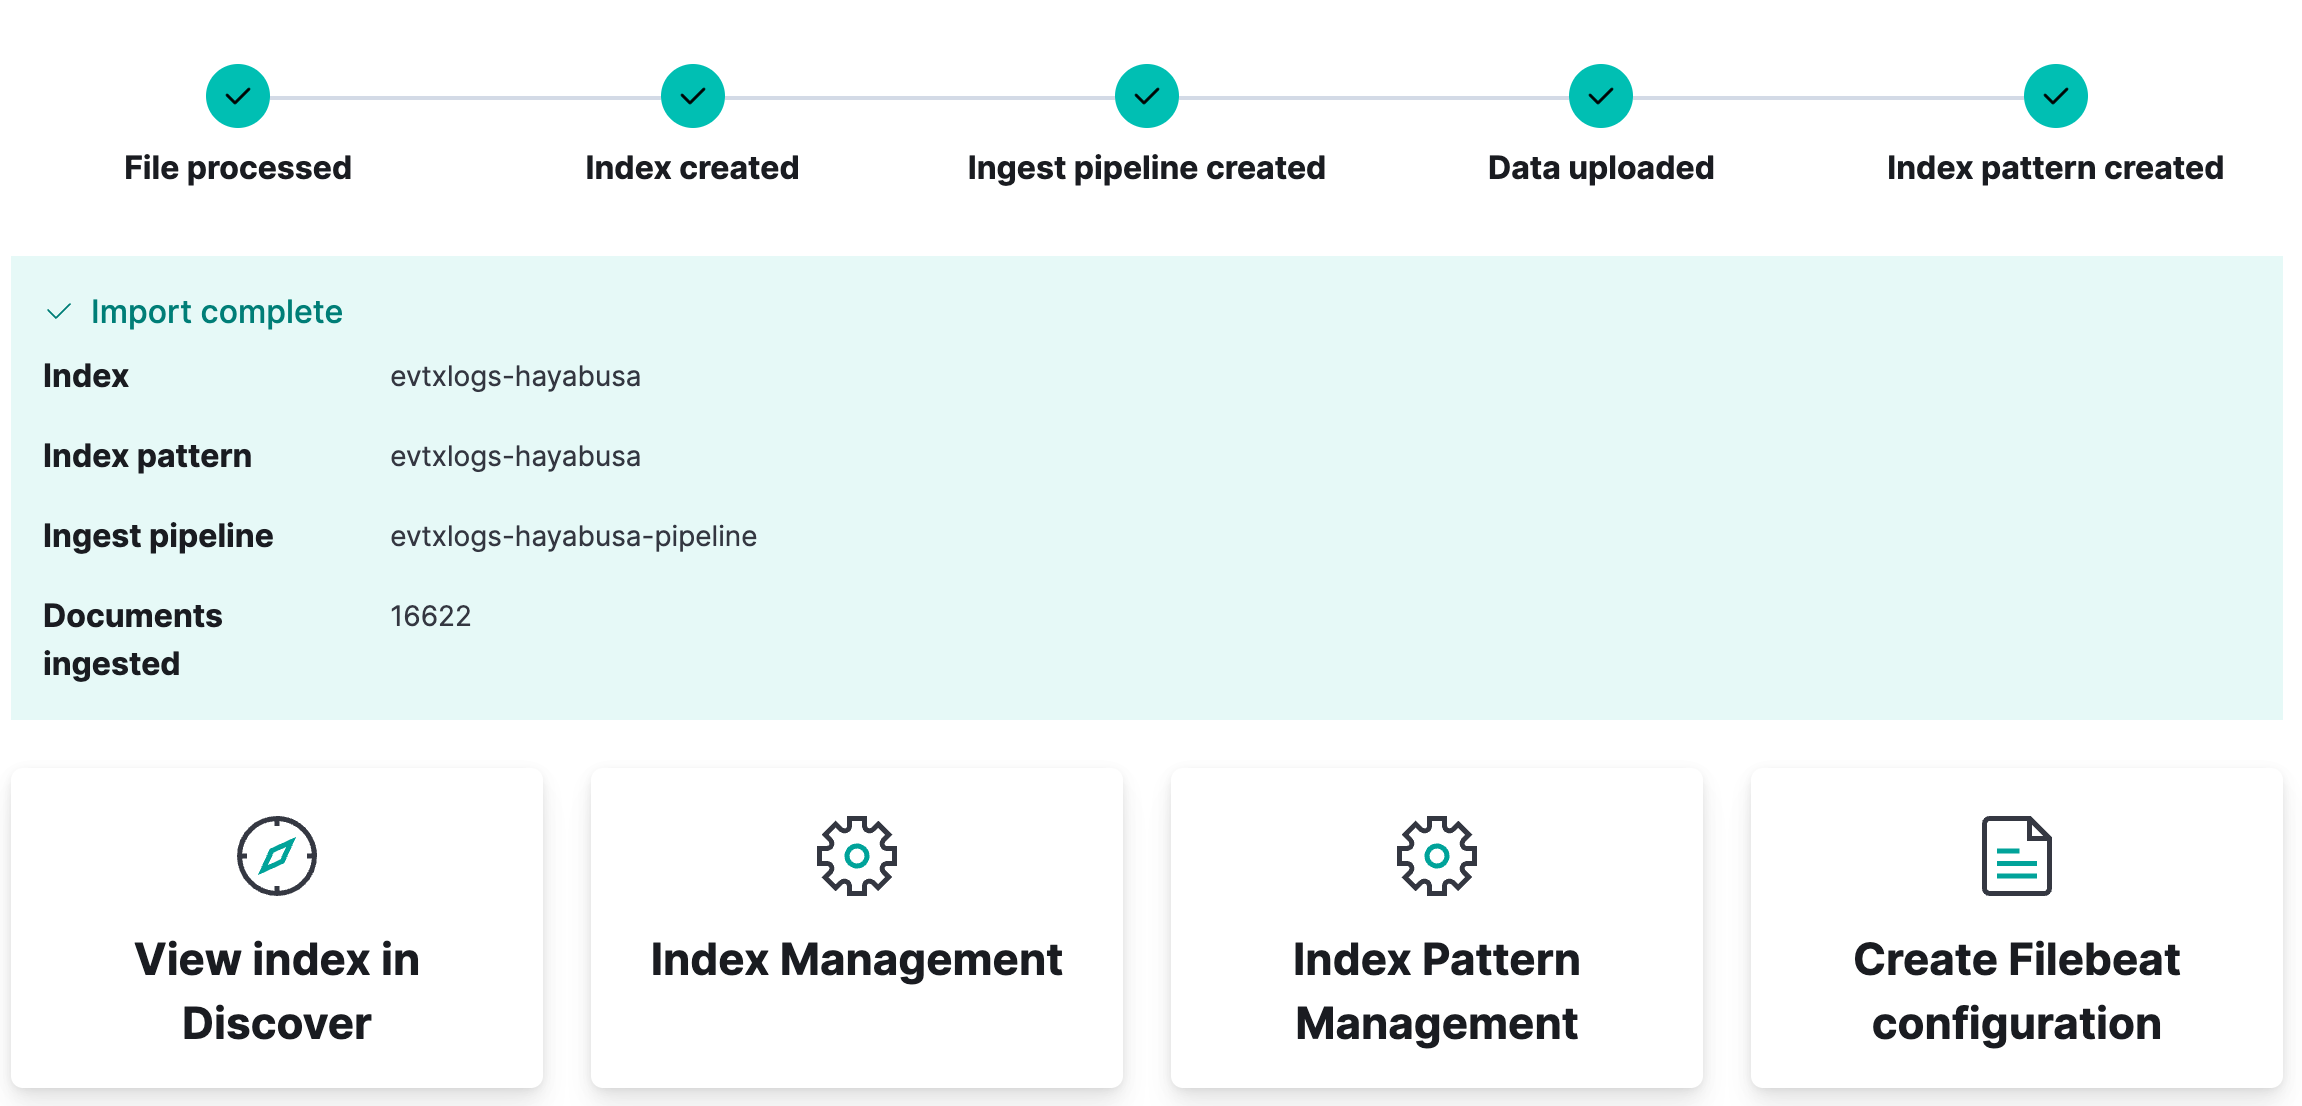 File processed
Index created
Ingest pipeline created
Data uploaded
Index pattern created
Import complete
Index
evtxlogs-hayabusa
Index pattern
evtxlogs-hayabusa
Ingest pipeline
evtxlogs-hayabusa-pipeline
Documents
ingested
16622
View index in
Discover
Index Management
Index Pattern
Management
Create Filebeat
configuration